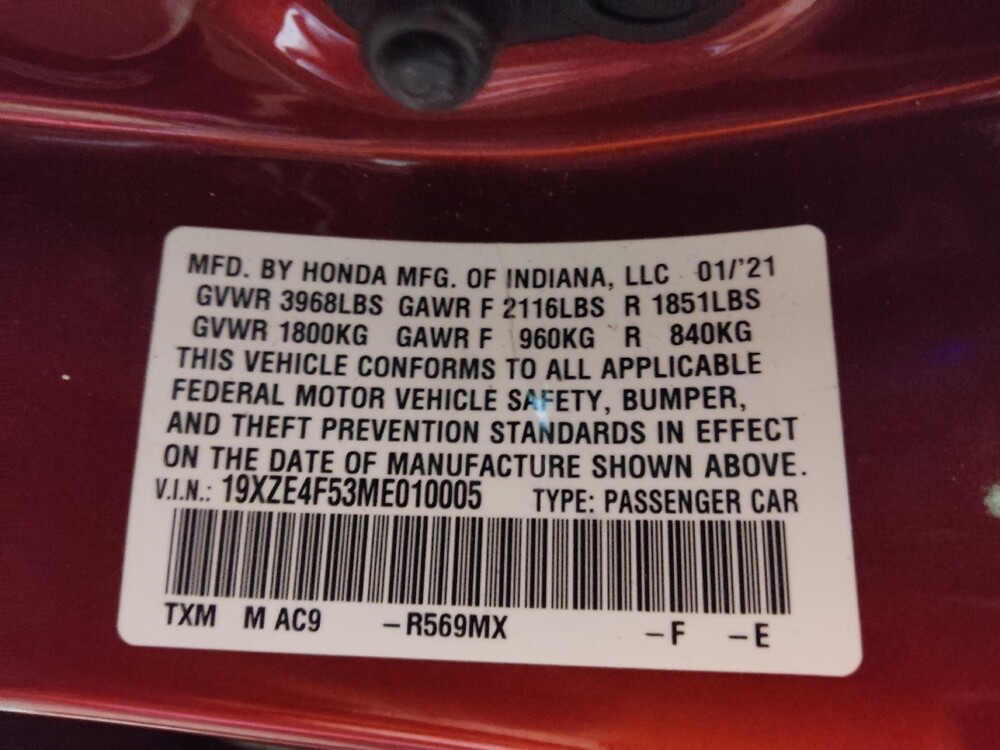 MFD. BY HONDA MFG. OF INDIANA, LLC 01/'21
GVWR 3968LBS GAWR F 2116LBS R 1851LBS
GVWR 1800KG GAWR F 960KG R 840KG
THIS VEHICLE CONFORMS TO ALL APPLICABLE
FEDERAL MOTOR VEHICLE SAFETY, BUMPER,
AND THEFT PREVENTION STANDARDS IN EFFECT
ON THE DATE OF MANUFACTURE SHOWN ABOVE.
V.I.N.: 19XZE4F53ME010005 TYPE: PASSENGER CAR
TXM M AC9 –R569MX –F –E